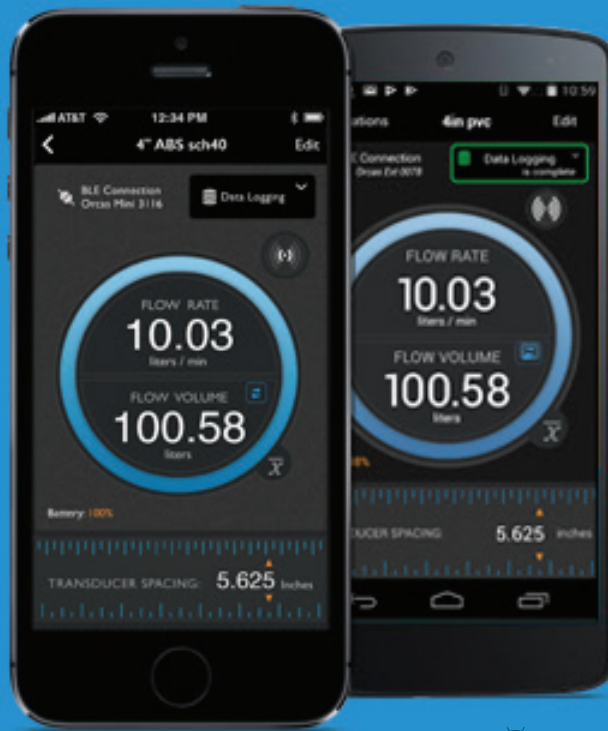 AT&T 12:34 PM
4" ABS sch40 Edit
BLE Connection
Orcas Mini 3116
Data Logging
FLOW RATE
10.03
liters / min
FLOW VOLUME
100.58
liters
x̄
Battery: 100%
TRANSDUCER SPACING: 5.625 Inches
10:59
ations 4in pvc Edit
E Connection
Orcas Ext 0078
Data Logging
is complete
FLOW RATE
10.03
liters / min
FLOW VOLUME
100.58
liters
x̄
DUCER SPACING 5.625 inches